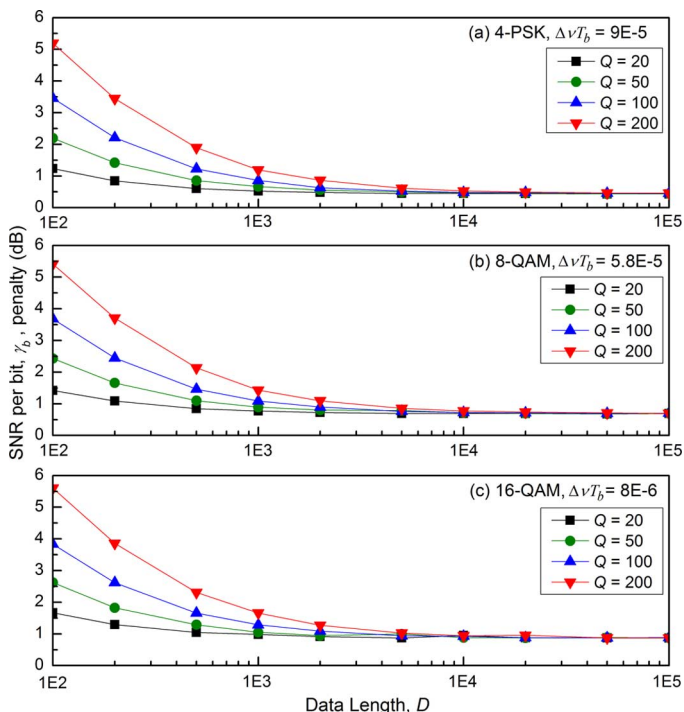 6
5
4
3
2
1
0
(a) 4-PSK, ΔνT_b = 9E-5
Q = 20
Q = 50
Q = 100
Q = 200
1E2
1E3
1E4
1E5
6
5
4
3
2
1
0
(b) 8-QAM, ΔνT_b = 5.8E-5
Q = 20
Q = 50
Q = 100
Q = 200
1E2
1E3
1E4
1E5
SNR per bit, γ_b, penalty (dB)
6
5
4
3
2
1
0
(c) 16-QAM, ΔνT_b = 8E-6
Q = 20
Q = 50
Q = 100
Q = 200
1E2
1E3
1E4
1E5
Data Length, D